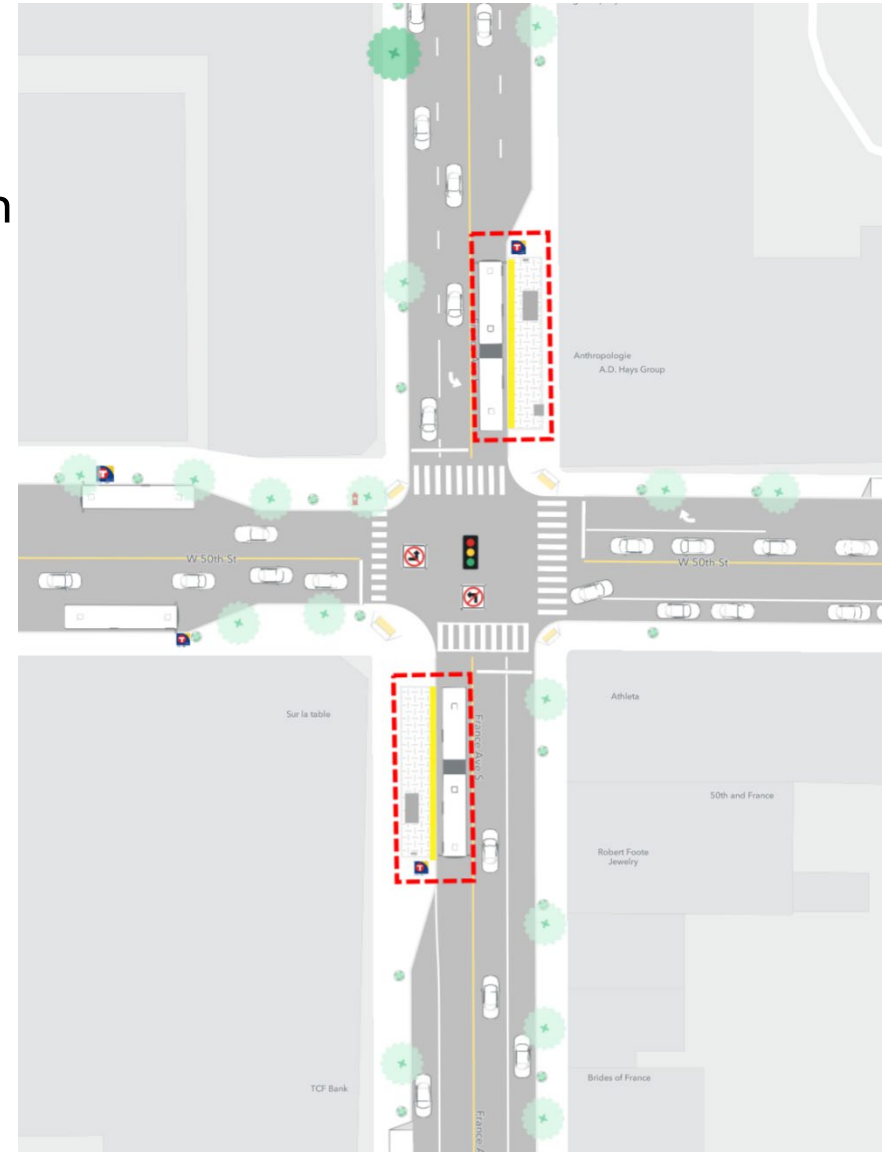 n
T
Anthropologie
A.D. Hays Group
T
W 50th St
W 50th St
T
Sur la table
France Ave S
Athleta
50th and France
Robert Foote
Jewelry
T
TCF Bank
Brides of France
France A